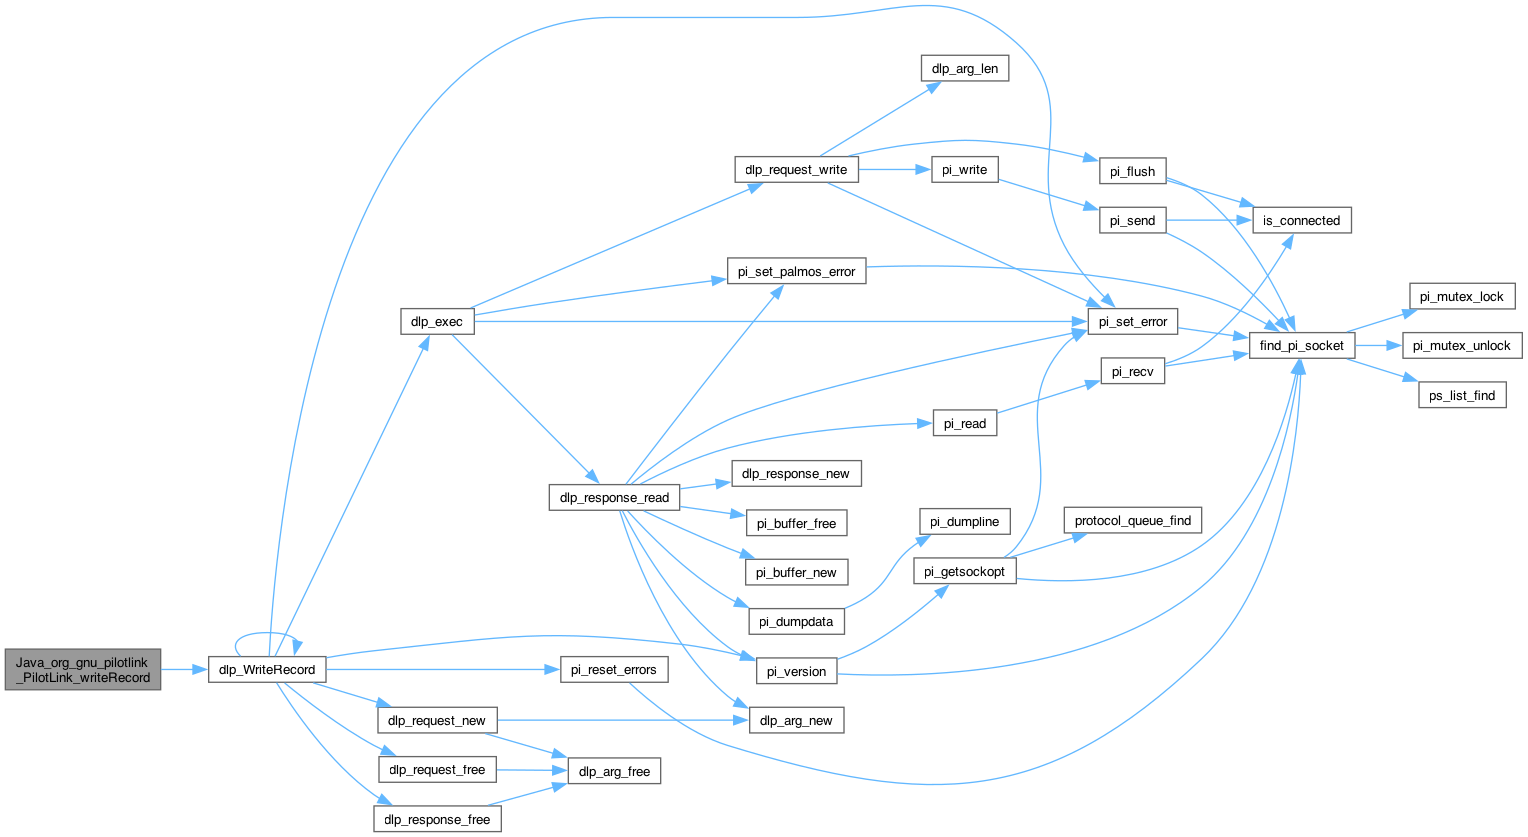 dlp_arg_len
dlp_request_write
pi_write
pi_flush
pi_send
is_connected
pi_set_palmos_error
pi_mutex_lock
dlp_exec
pi_set_error
find_pi_socket
pi_mutex_unlock
pi_recv
ps_list_find
pi_read
dlp_response_new
dlp_response_read
pi_buffer_free
pi_dumpline
protocol_queue_find
pi_buffer_new
pi_getsockopt
pi_dumpdata
Java_org_gnu_pilotlink
_PilotLink_writeRecord
dlp_WriteRecord
pi_reset_errors
pi_version
dlp_request_new
dlp_arg_new
dlp_request_free
dlp_arg_free
dlp_response_free